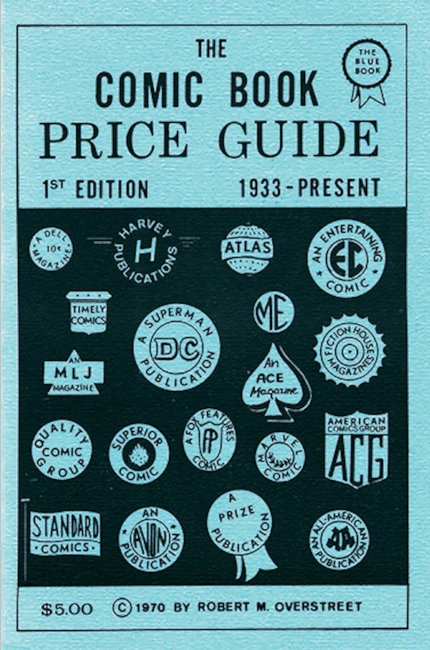 THE
COMIC BOOK
PRICE GUIDE
THE
BLUE
BOOK
1ST EDITION
1933-PRESENT
A DELL
10¢
MAGAZINE
HARVEY
H
PUBLICATIONS
ATLAS
AN ENTERTAINING
EC
COMIC
TIMELY
COMICS
A SUPERMAN
DC
PUBLICATION
ME
FICTION HOUSE
MAGAZINES
AN
MLJ
MAGAZINE
An
ACE
Magazine
QUALITY
COMIC
GROUP
SUPERIOR
COMIC
A FOX FEATURES
FP
COMIC
MARVEL
COMIC
AMERICAN
COMICS GROUP
ACG
STANDARD
COMICS
AN
AVON
PUBLICATION
A
PRIZE
PUBLICATION
AN ALL-AMERICAN
AA
PUBLICATION
$5.00
© 1970 BY ROBERT M. OVERSTREET